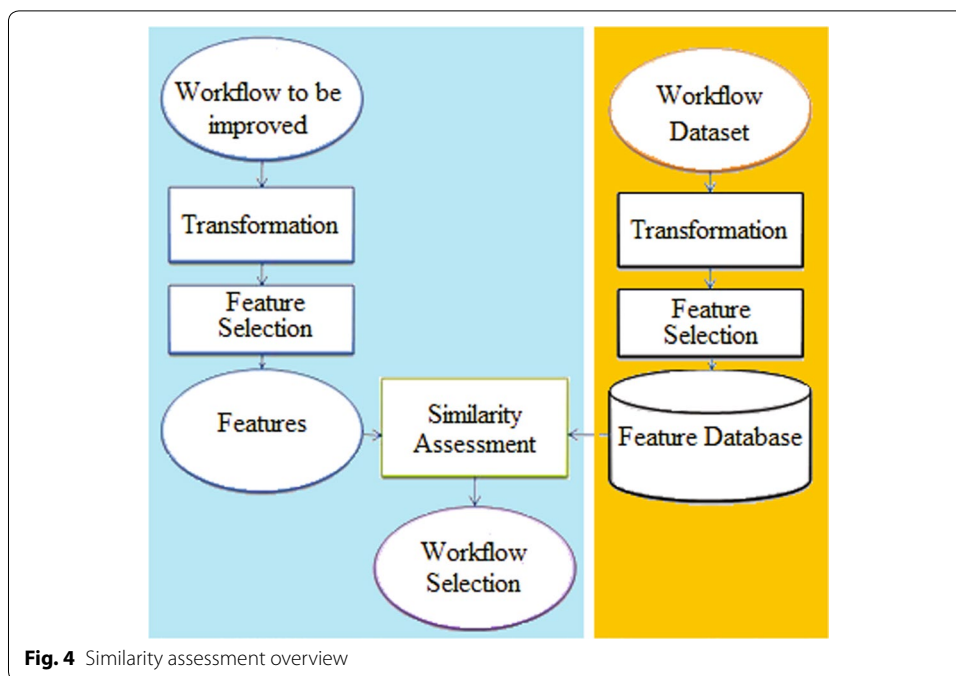 Workflow to be
improved
Transformation
Feature
Selection
Features
Similarity
Assessment
Workflow
Selection
Workflow
Dataset
Transformation
Feature
Selection
Feature Database
Fig. 4 Similarity assessment overview